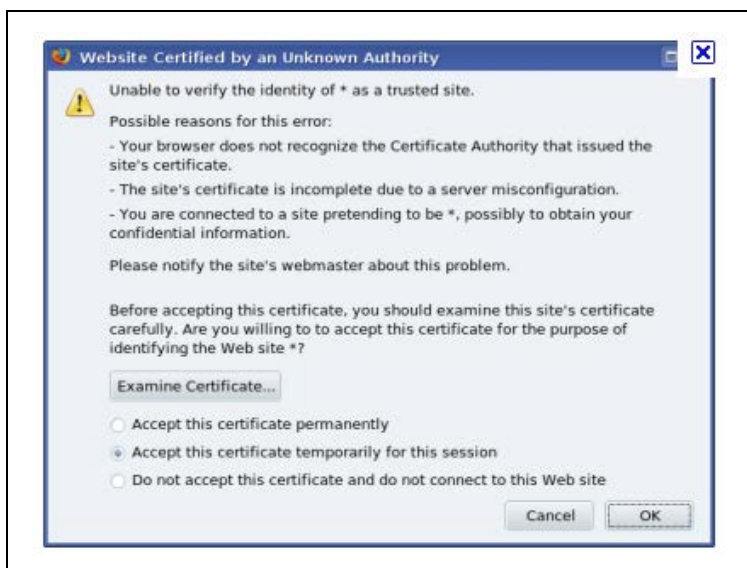 Website Certified by an Unknown Authority
Unable to verify the identity of * as a trusted site.
Possible reasons for this error:
- Your browser does not recognize the Certificate Authority that issued the
site's certificate.
- The site's certificate is incomplete due to a server misconfiguration.
- You are connected to a site pretending to be *, possibly to obtain your
confidential information.
Please notify the site's webmaster about this problem.
Before accepting this certificate, you should examine this site's certificate
carefully. Are you willing to to accept this certificate for the purpose of
identifying the Web site *?
Examine Certificate...
Accept this certificate permanently
Accept this certificate temporarily for this session
Do not accept this certificate and do not connect to this Web site
Cancel OK